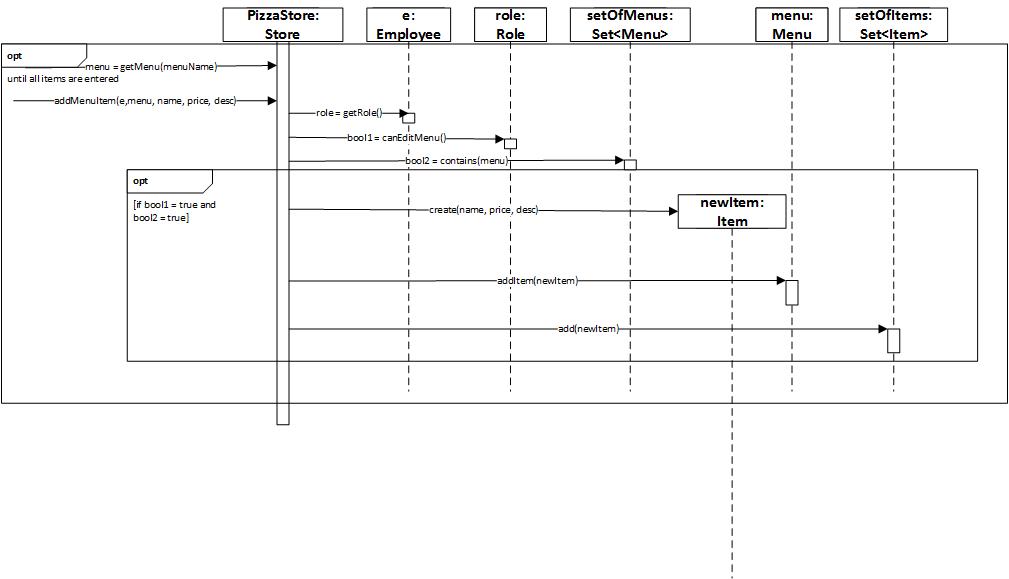 PizzaStore:
Store
e:
Employee
role:
Role
setOfMenus:
Set<Menu>
menu:
Menu
setOfItems:
Set<Item>
opt
menu = getMenu(menuName)
until all items are entered
addMenuItem(e,menu, name, price, desc)
role = getRole()
bool1 = canEditMenu()
bool2 = contains(menu)
opt
[if bool1 = true and
bool2 = true]
create(name, price, desc)
newItem:
Item
addItem(newItem)
add(newItem)